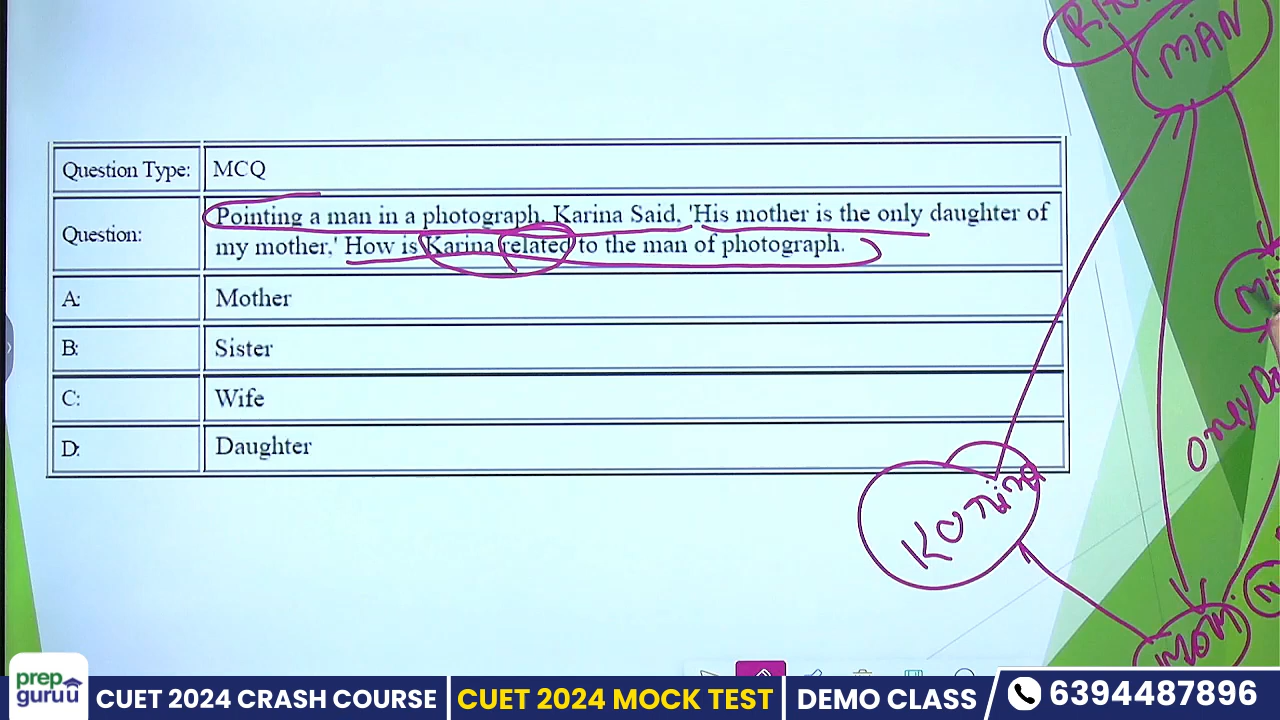 MAN
Question Type: MCQ
Question: Pointing a man in a photograph, Karina Said, 'His mother is the only daughter of
my mother,' How is Karina related to the man of photograph.
A: Mother
B: Sister
C: Wife
D: Daughter
Karina
MOM
prep
guruu
CUET 2024 CRASH COURSE
CUET 2024 MOCK TEST
DEMO CLASS
6394487896